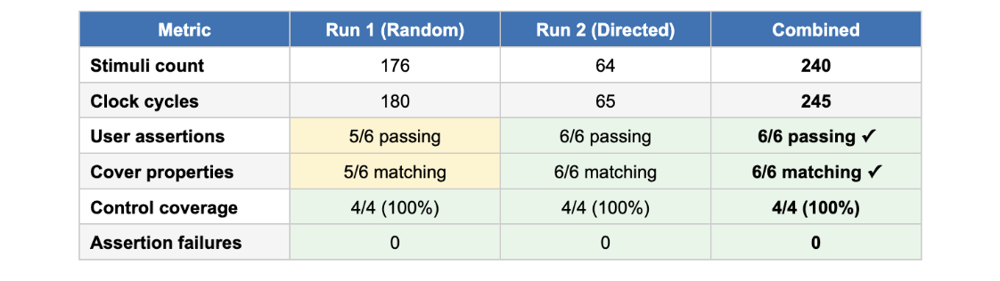 Metric Run 1 (Random) Run 2 (Directed) Combined
Stimuli count 176 64 240
Clock cycles 180 65 245
User assertions 5/6 passing 6/6 passing 6/6 passing ✓
Cover properties 5/6 matching 6/6 matching 6/6 matching ✓
Control coverage 4/4 (100%) 4/4 (100%) 4/4 (100%)
Assertion failures 0 0 0